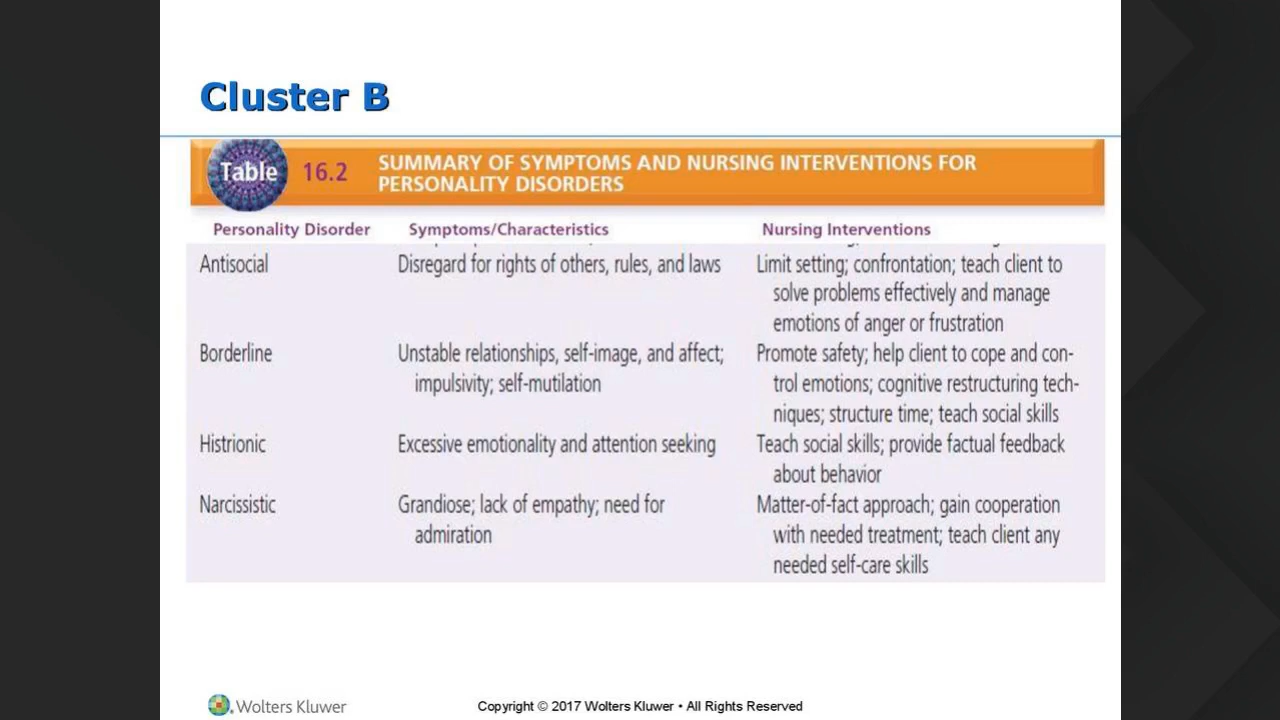 Cluster B
Table 16.2 SUMMARY OF SYMPTOMS AND NURSING INTERVENTIONS FOR
PERSONALITY DISORDERS
Personality Disorder Symptoms/Characteristics Nursing Interventions
Antisocial Disregard for rights of others, rules, and laws Limit setting; confrontation; teach client to
solve problems effectively and manage
emotions of anger or frustration
Borderline Unstable relationships, self-image, and affect; Promote safety; help client to cope and con-
impulsivity; self-mutilation trol emotions; cognitive restructuring tech-
niques; structure time; teach social skills
Histrionic Excessive emotionality and attention seeking Teach social skills; provide factual feedback
about behavior
Narcissistic Grandiose; lack of empathy; need for Matter-of-fact approach; gain cooperation
admiration with needed treatment; teach client any
needed self-care skills
Wolters Kluwer Copyright © 2017 Wolters Kluwer • All Rights Reserved